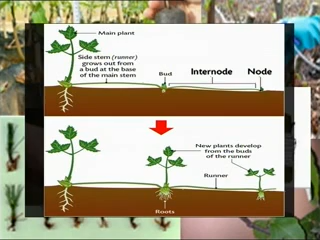 Main plant
Side stem (runner)
grows out from
a bud at the base
of the main stem
Bud
Internode
Node
New plants develop
from the buds
of the runner
Runner
Roots